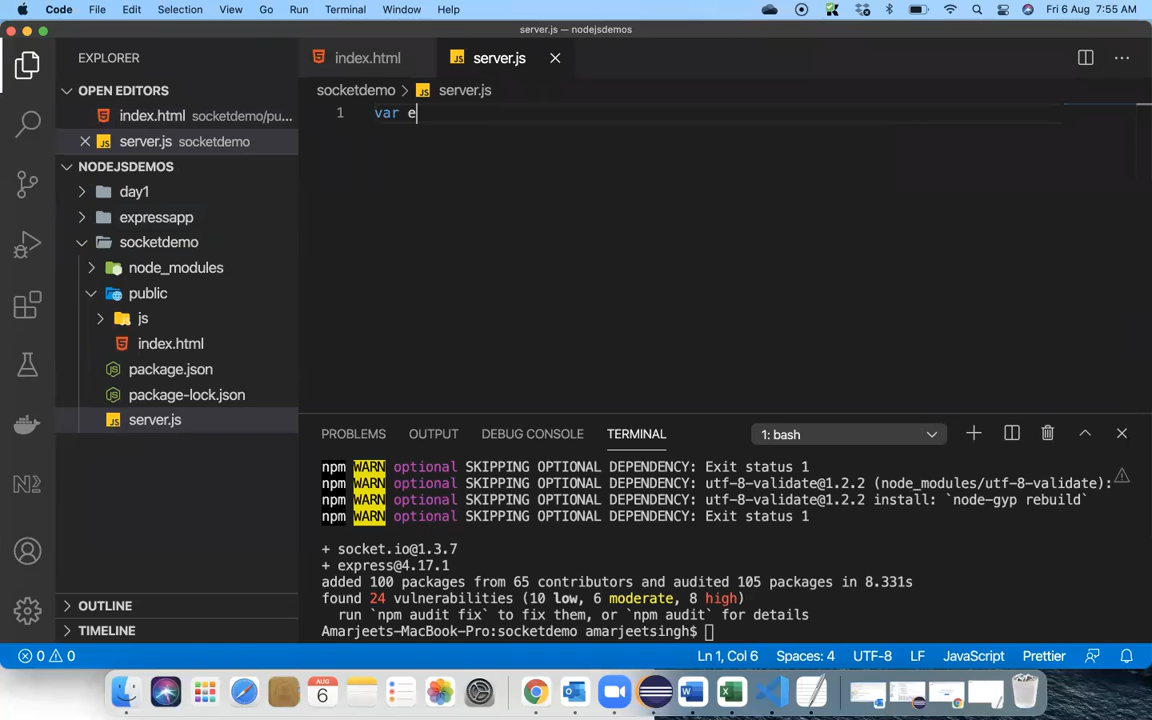 Code File Edit Selection View Go Run Terminal Window Help Fri 6 Aug 7:55 AM
server.js — nodejsdemos
EXPLORER
index.html
server.js
OPEN EDITORS
index.html socketdemo/pu...
server.js socketdemo
NODEJSDEMOS
day1
expressapp
socketdemo
node_modules
public
js
index.html
package.json
package-lock.json
server.js
OUTLINE
TIMELINE
socketdemo > server.js
1 var e
PROBLEMS OUTPUT DEBUG CONSOLE TERMINAL 1: bash
npm WARN optional SKIPPING OPTIONAL DEPENDENCY: Exit status 1
npm WARN optional SKIPPING OPTIONAL DEPENDENCY: utf-8-validate@1.2.2 (node_modules/utf-8-validate):
npm WARN optional SKIPPING OPTIONAL DEPENDENCY: utf-8-validate@1.2.2 install: `node-gyp rebuild`
npm WARN optional SKIPPING OPTIONAL DEPENDENCY: Exit status 1
+ socket.io@1.3.7
+ express@4.17.1
added 100 packages from 65 contributors and audited 105 packages in 8.331s
found 24 vulnerabilities (10 low, 6 moderate, 8 high)
run `npm audit fix` to fix them, or `npm audit` for details
Amarjeets-MacBook-Pro:socketdemo amarjeetsingh$
0 0 Ln 1, Col 6 Spaces: 4 UTF-8 LF JavaScript Prettier
AUG
6